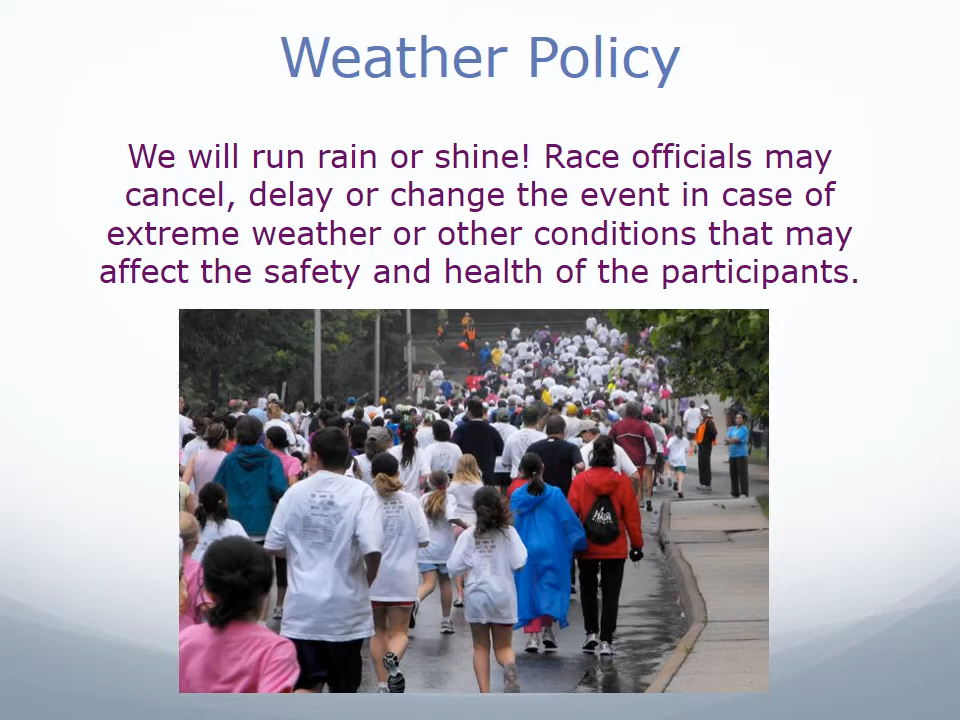 Weather Policy
We will run rain or shine! Race officials may
cancel, delay or change the event in case of
extreme weather or other conditions that may
affect the safety and health of the participants.